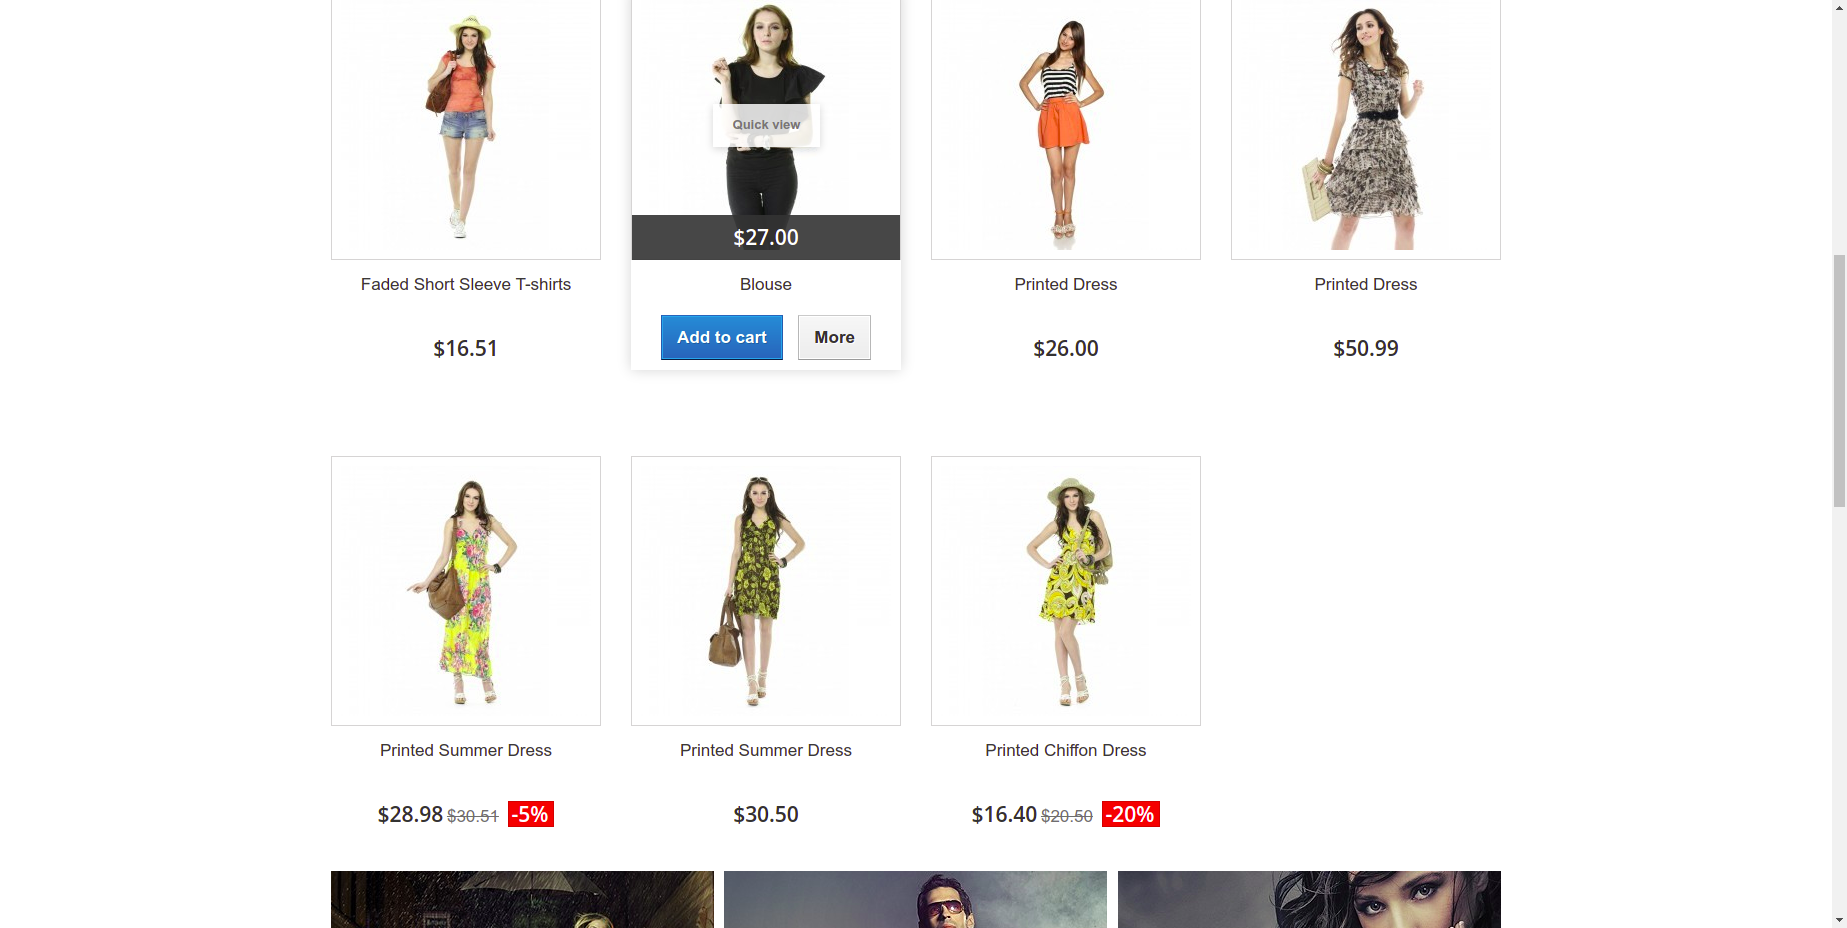 Quick view
$27.00
Faded Short Sleeve T-shirts
Blouse
Printed Dress
Printed Dress
$16.51
Add to cart
More
$26.00
$50.99
Printed Summer Dress
Printed Summer Dress
Printed Chiffon Dress
$28.98 $30.51 -5%
$30.50
$16.40 $20.50 -20%